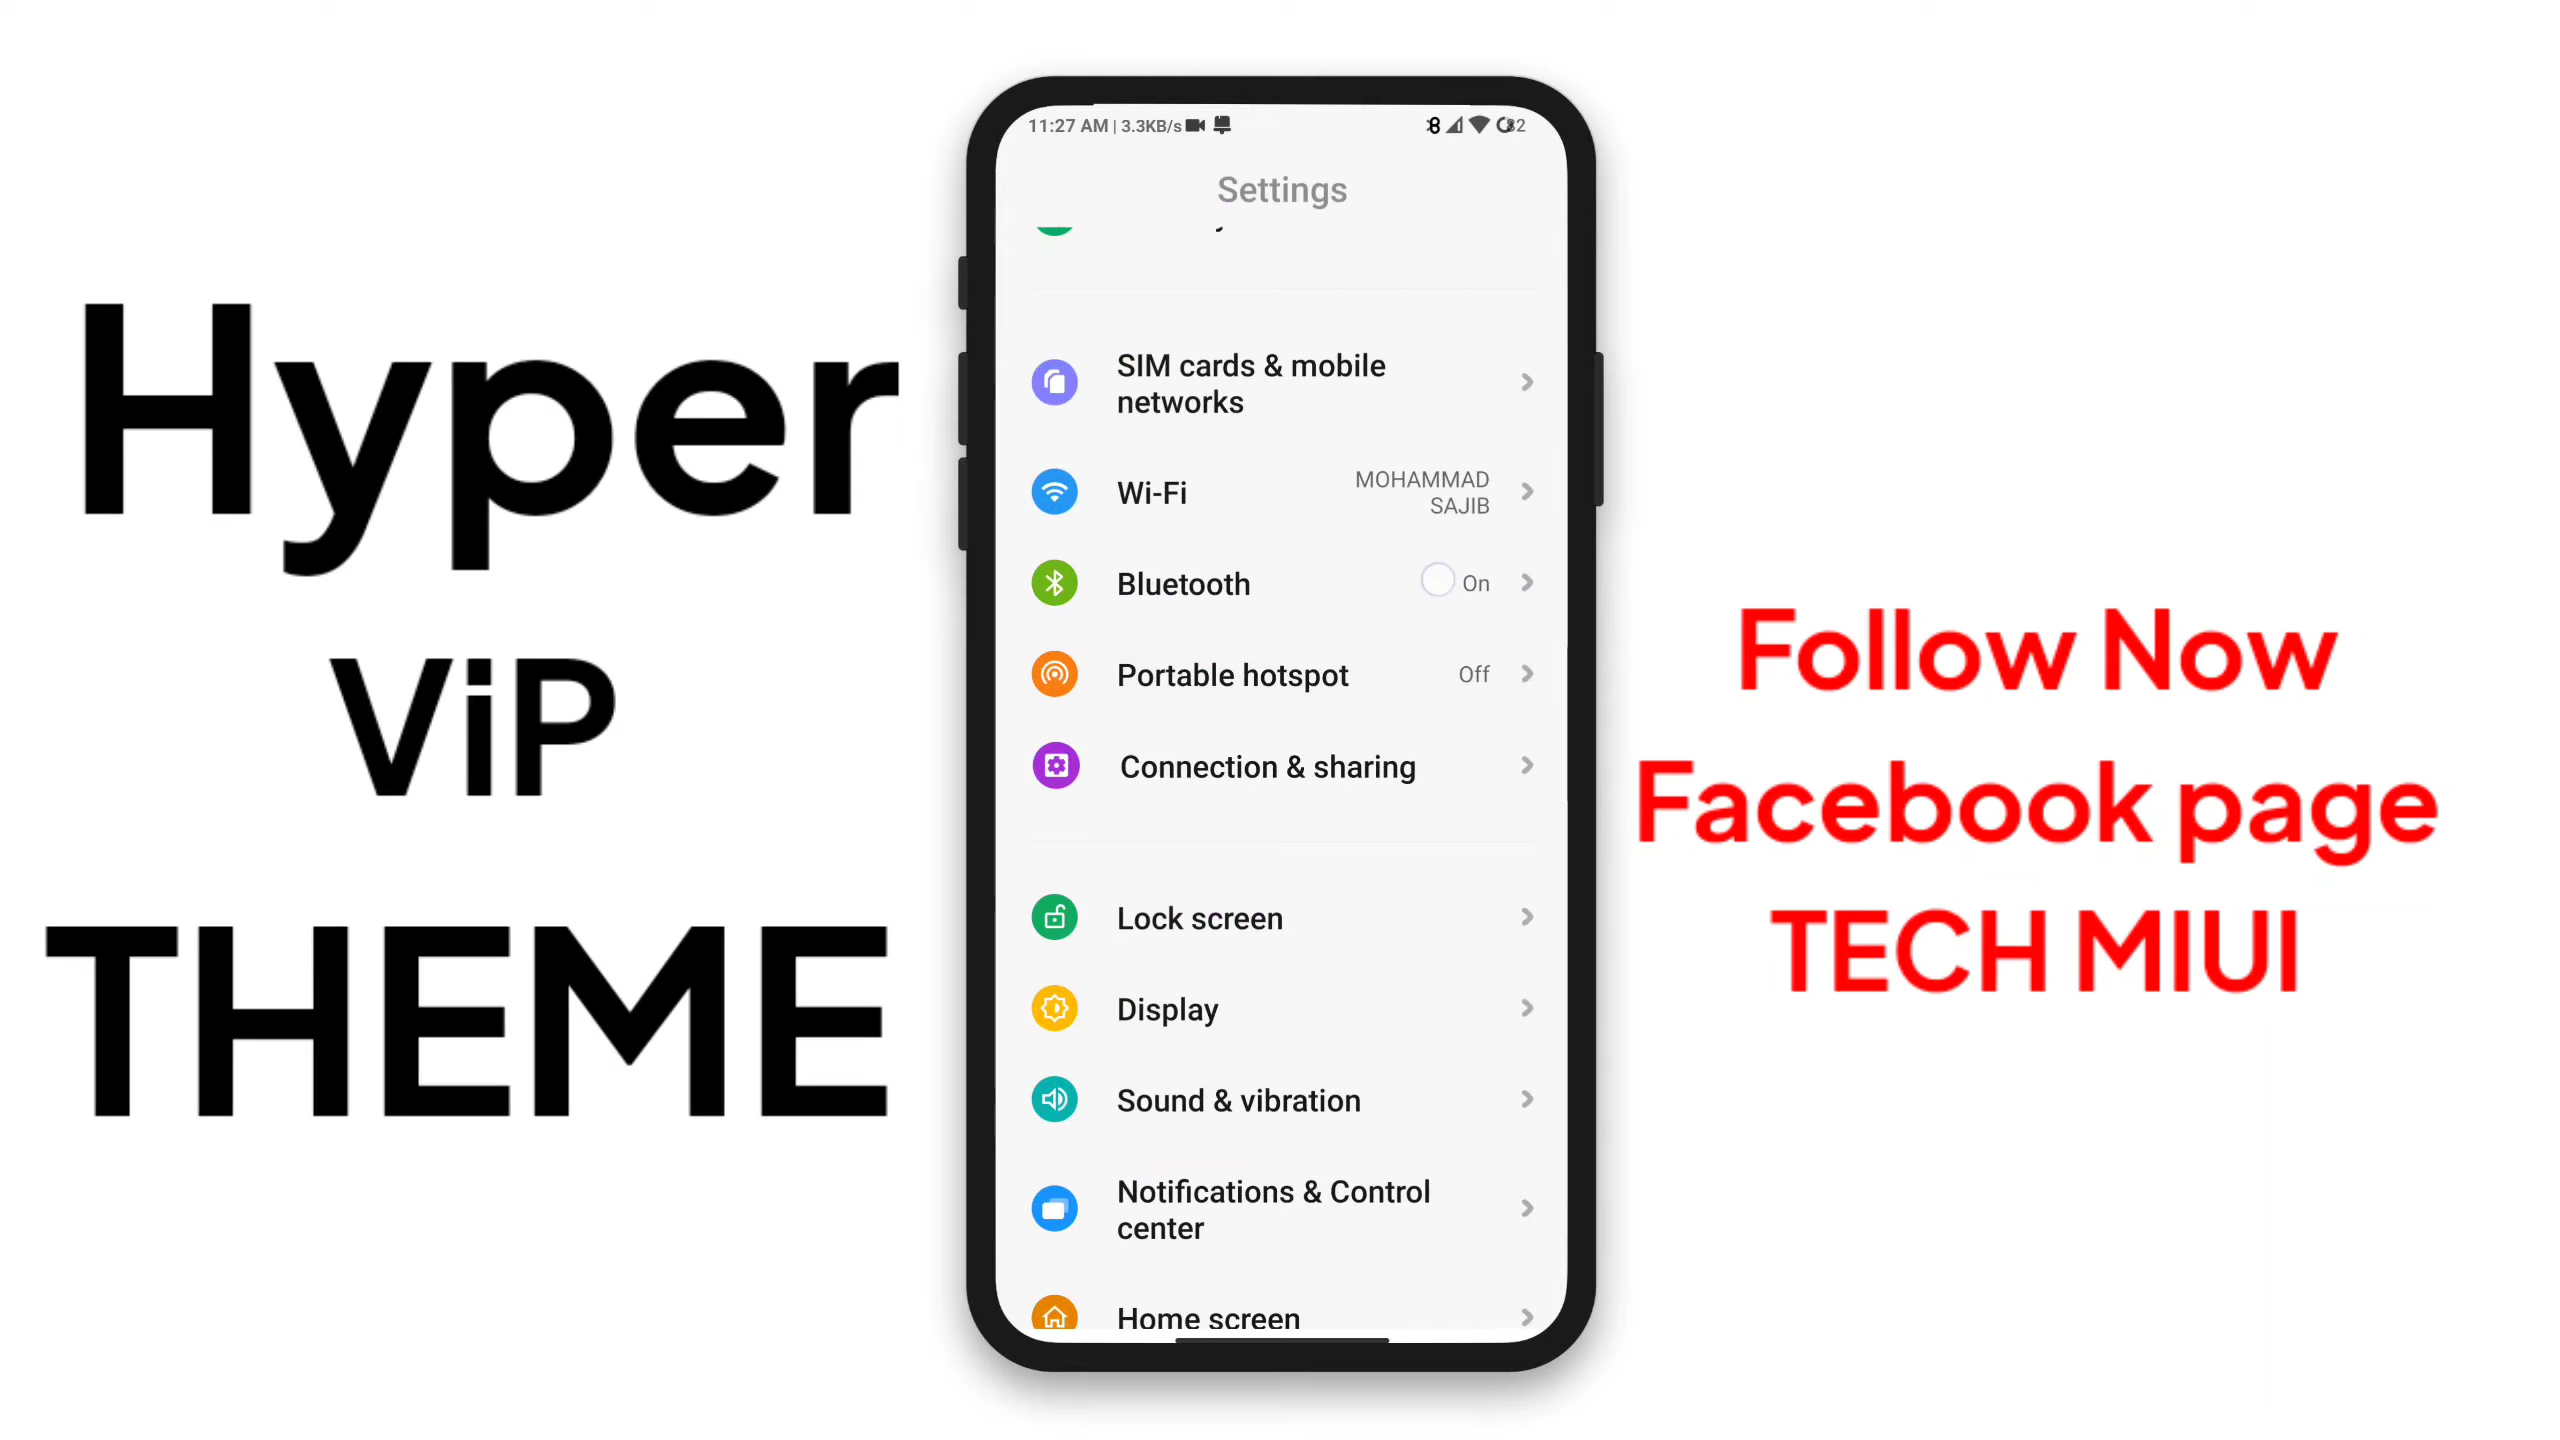 Hyper
ViP
THEME
11:27 AM | 3.3KB/s
82
Settings
SIM cards & mobile
networks
Wi-Fi
MOHAMMAD
SAJIB
Bluetooth
On
Portable hotspot
Off
Connection & sharing
Lock screen
Display
Sound & vibration
Notifications & Control
center
Home screen
Follow Now
Facebook page
TECH MIUI